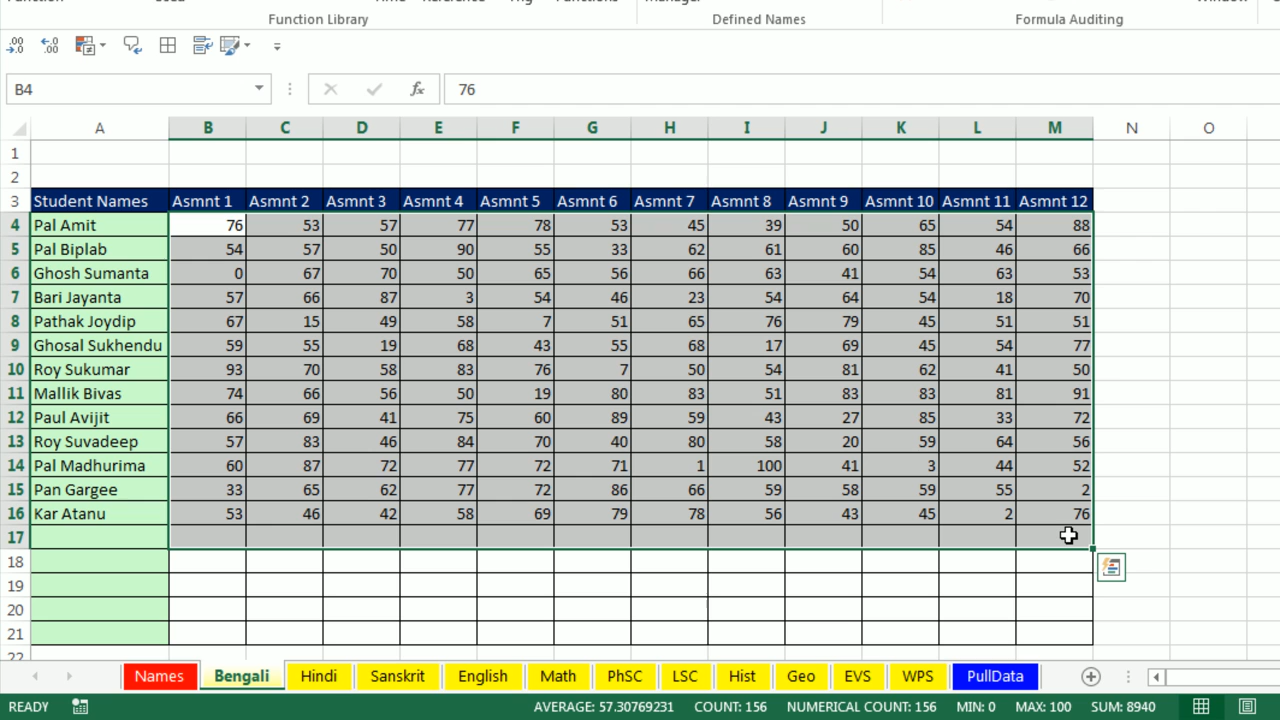 Function Library Defined Names Formula Auditing
B4 fx 76
A B C D E F G H I J K L M N O
1
2
3 Student Names Asmnt 1 Asmnt 2 Asmnt 3 Asmnt 4 Asmnt 5 Asmnt 6 Asmnt 7 Asmnt 8 Asmnt 9 Asmnt 10 Asmnt 11 Asmnt 12
4 Pal Amit 76 53 57 77 78 53 45 39 50 65 54 88
5 Pal Biplab 54 57 50 90 55 33 62 61 60 85 46 66
6 Ghosh Sumanta 0 67 70 50 65 56 66 63 41 54 63 53
7 Bari Jayanta 57 66 87 3 54 46 23 54 64 54 18 70
8 Pathak Joydip 67 15 49 58 7 51 65 76 79 45 51 51
9 Ghosal Sukhendu 59 55 19 68 43 55 68 17 69 45 54 77
10 Roy Sukumar 93 70 58 83 76 7 50 54 81 62 41 50
11 Mallik Bivas 74 66 56 50 19 80 83 51 83 83 81 91
12 Paul Avijit 66 69 41 75 60 89 59 43 27 85 33 72
13 Roy Suvadeep 57 83 46 84 70 40 80 58 20 59 64 56
14 Pal Madhurima 60 87 72 77 72 71 1 100 41 3 44 52
15 Pan Gargee 33 65 62 77 72 86 66 59 58 59 55 2
16 Kar Atanu 53 46 42 58 69 79 78 56 43 45 2 76
17
18
19
20
21
22
Names Bengali Hindi Sanskrit English Math PhSC LSC Hist Geo EVS WPS PullData
READY AVERAGE: 57.30769231 COUNT: 156 NUMERICAL COUNT: 156 MIN: 0 MAX: 100 SUM: 8940